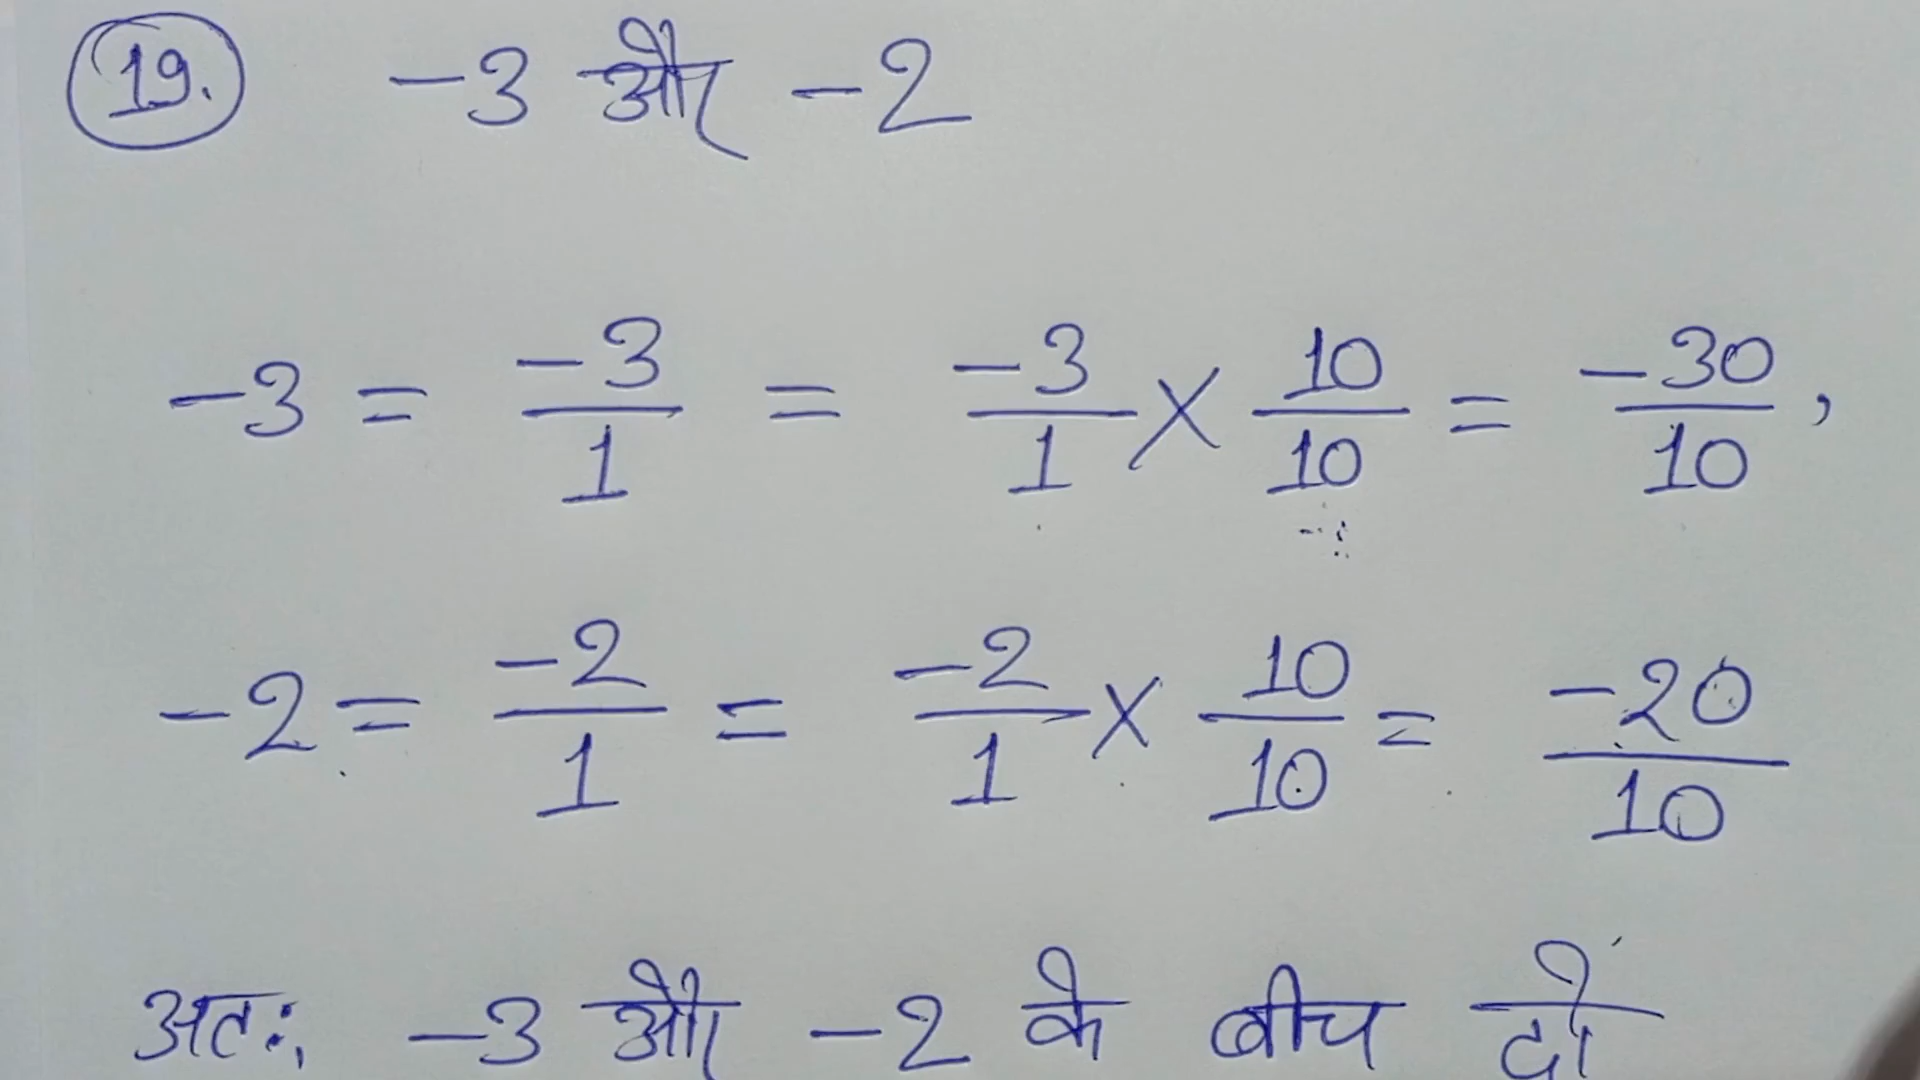 19. -3 और -2
-3 = -3/1 = -3/1 × 10/10 = -30/10,
-2 = -2/1 = -2/1 × 10/10 = -20/10
अतः, -3 और -2 के बीच दो